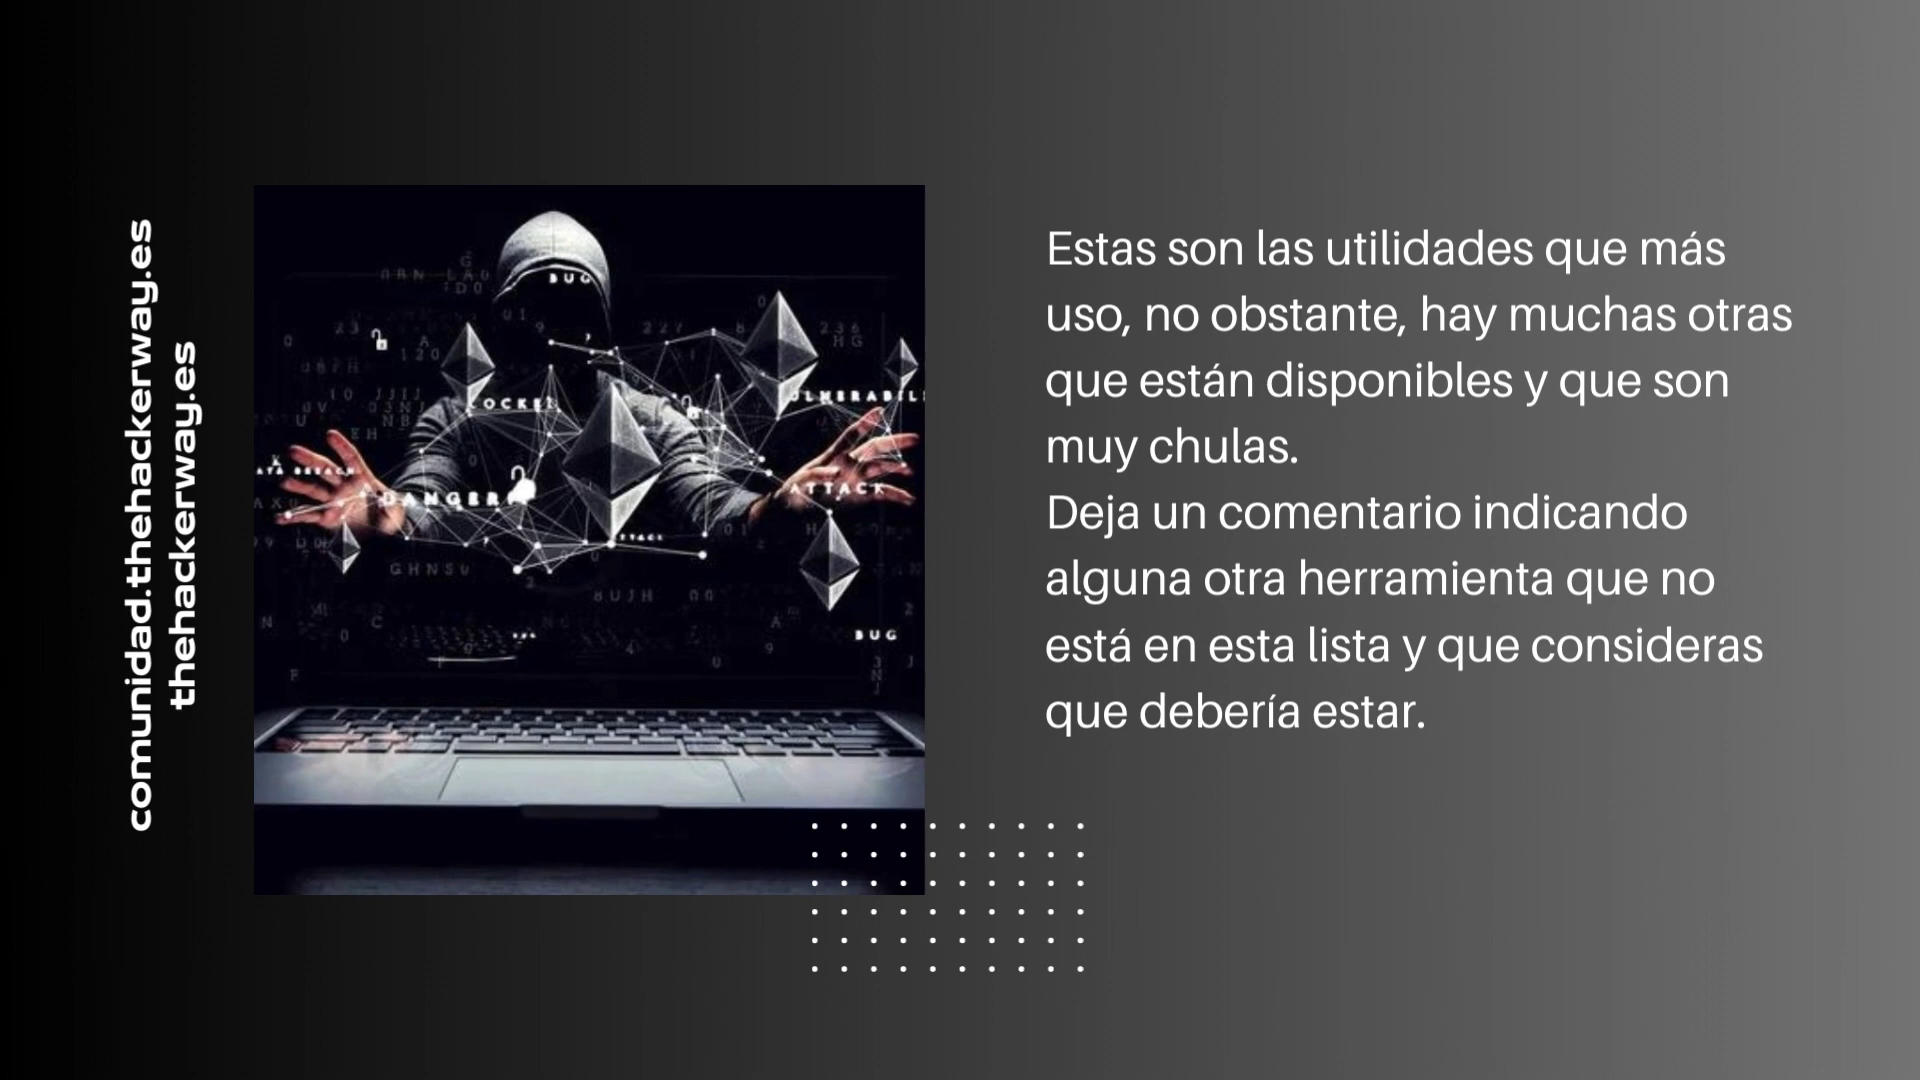 comunidad.thehackerway.es
thehackerway.es
BUG
DANGER
ATTACK
GHNSU
BUJH
BUG
Estas son las utilidades que más
uso, no obstante, hay muchas otras
que están disponibles y que son
muy chulas.
Deja un comentario indicando
alguna otra herramienta que no
está en esta lista y que consideras
que debería estar.